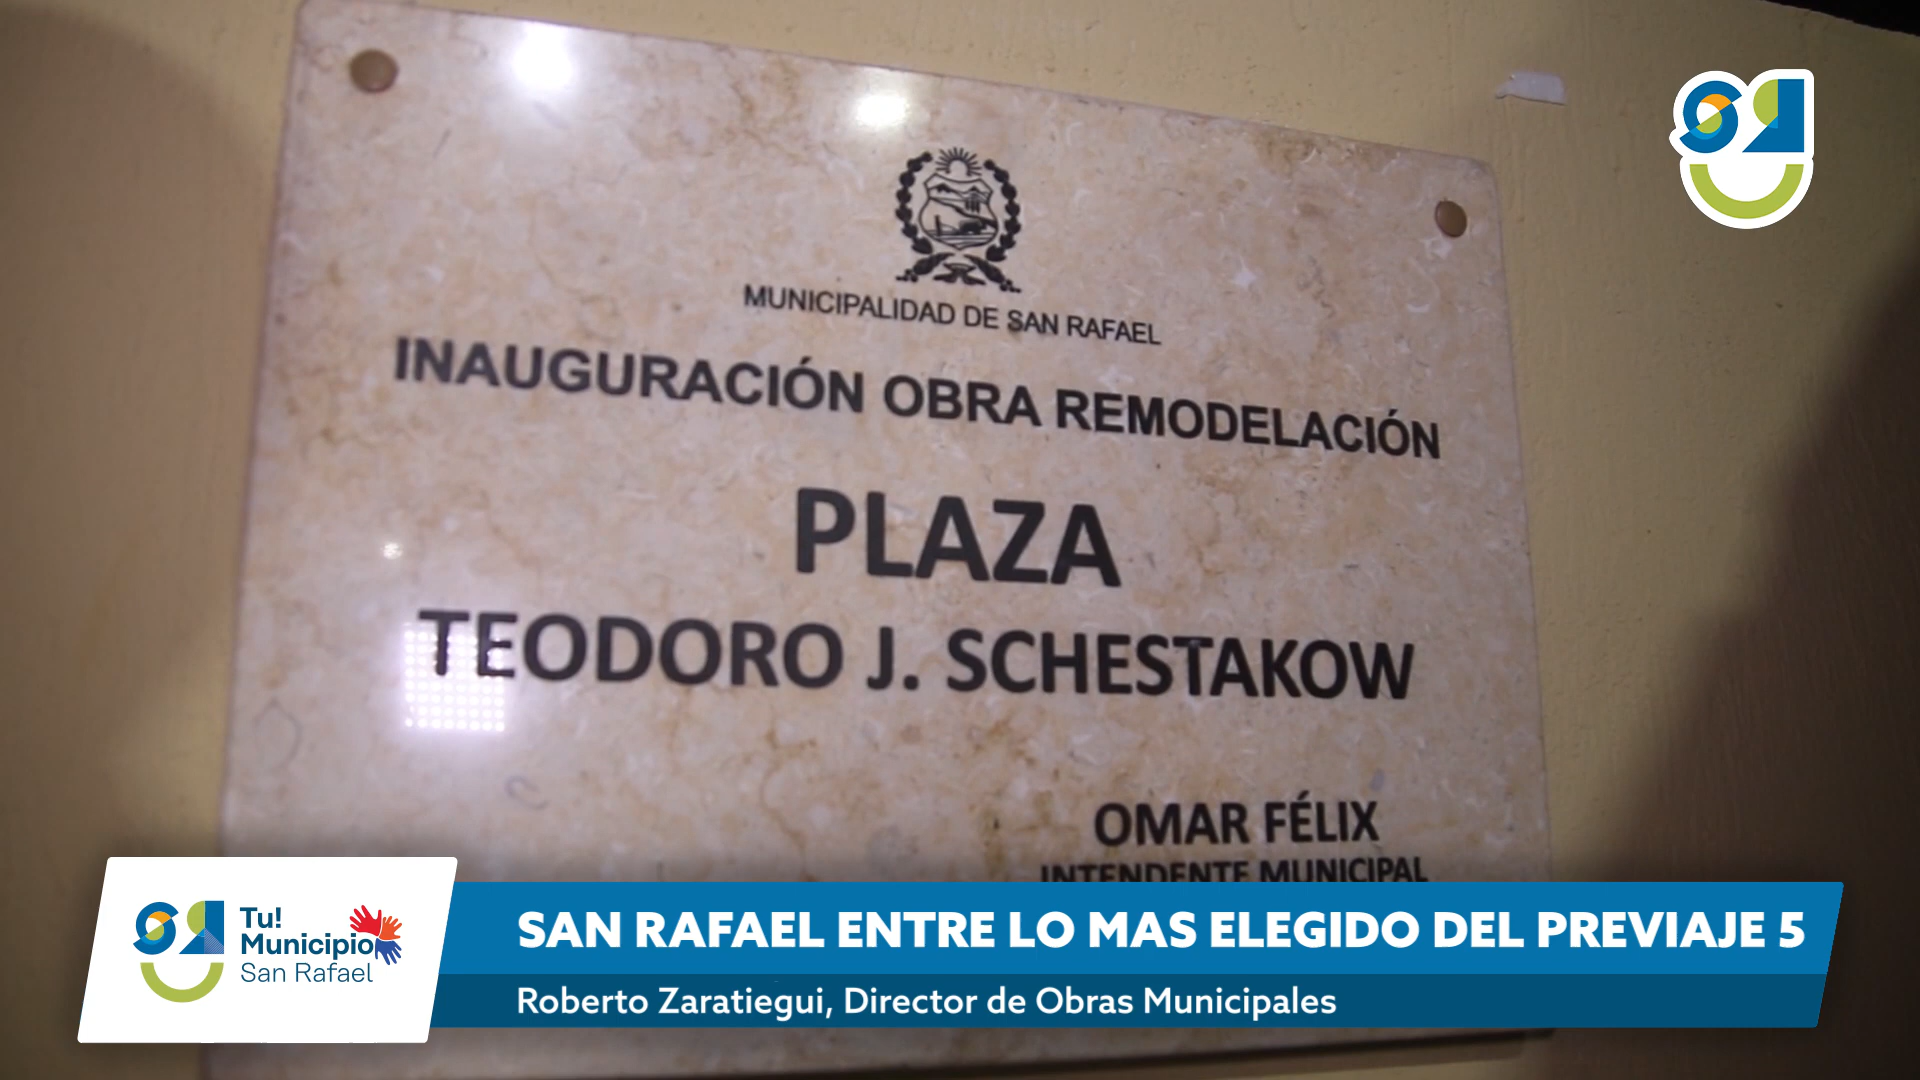 MUNICIPALIDAD DE SAN RAFAEL
INAUGURACIÓN OBRA REMODELACIÓN
PLAZA
TEODORO J. SCHESTAKOW
OMAR FÉLIX
INTENDENTE MUNICIPAL
Tu!
Municipio
San Rafael
SAN RAFAEL ENTRE LO MAS ELEGIDO DEL PREVIAJE 5
Roberto Zaratiegui, Director de Obras Municipales